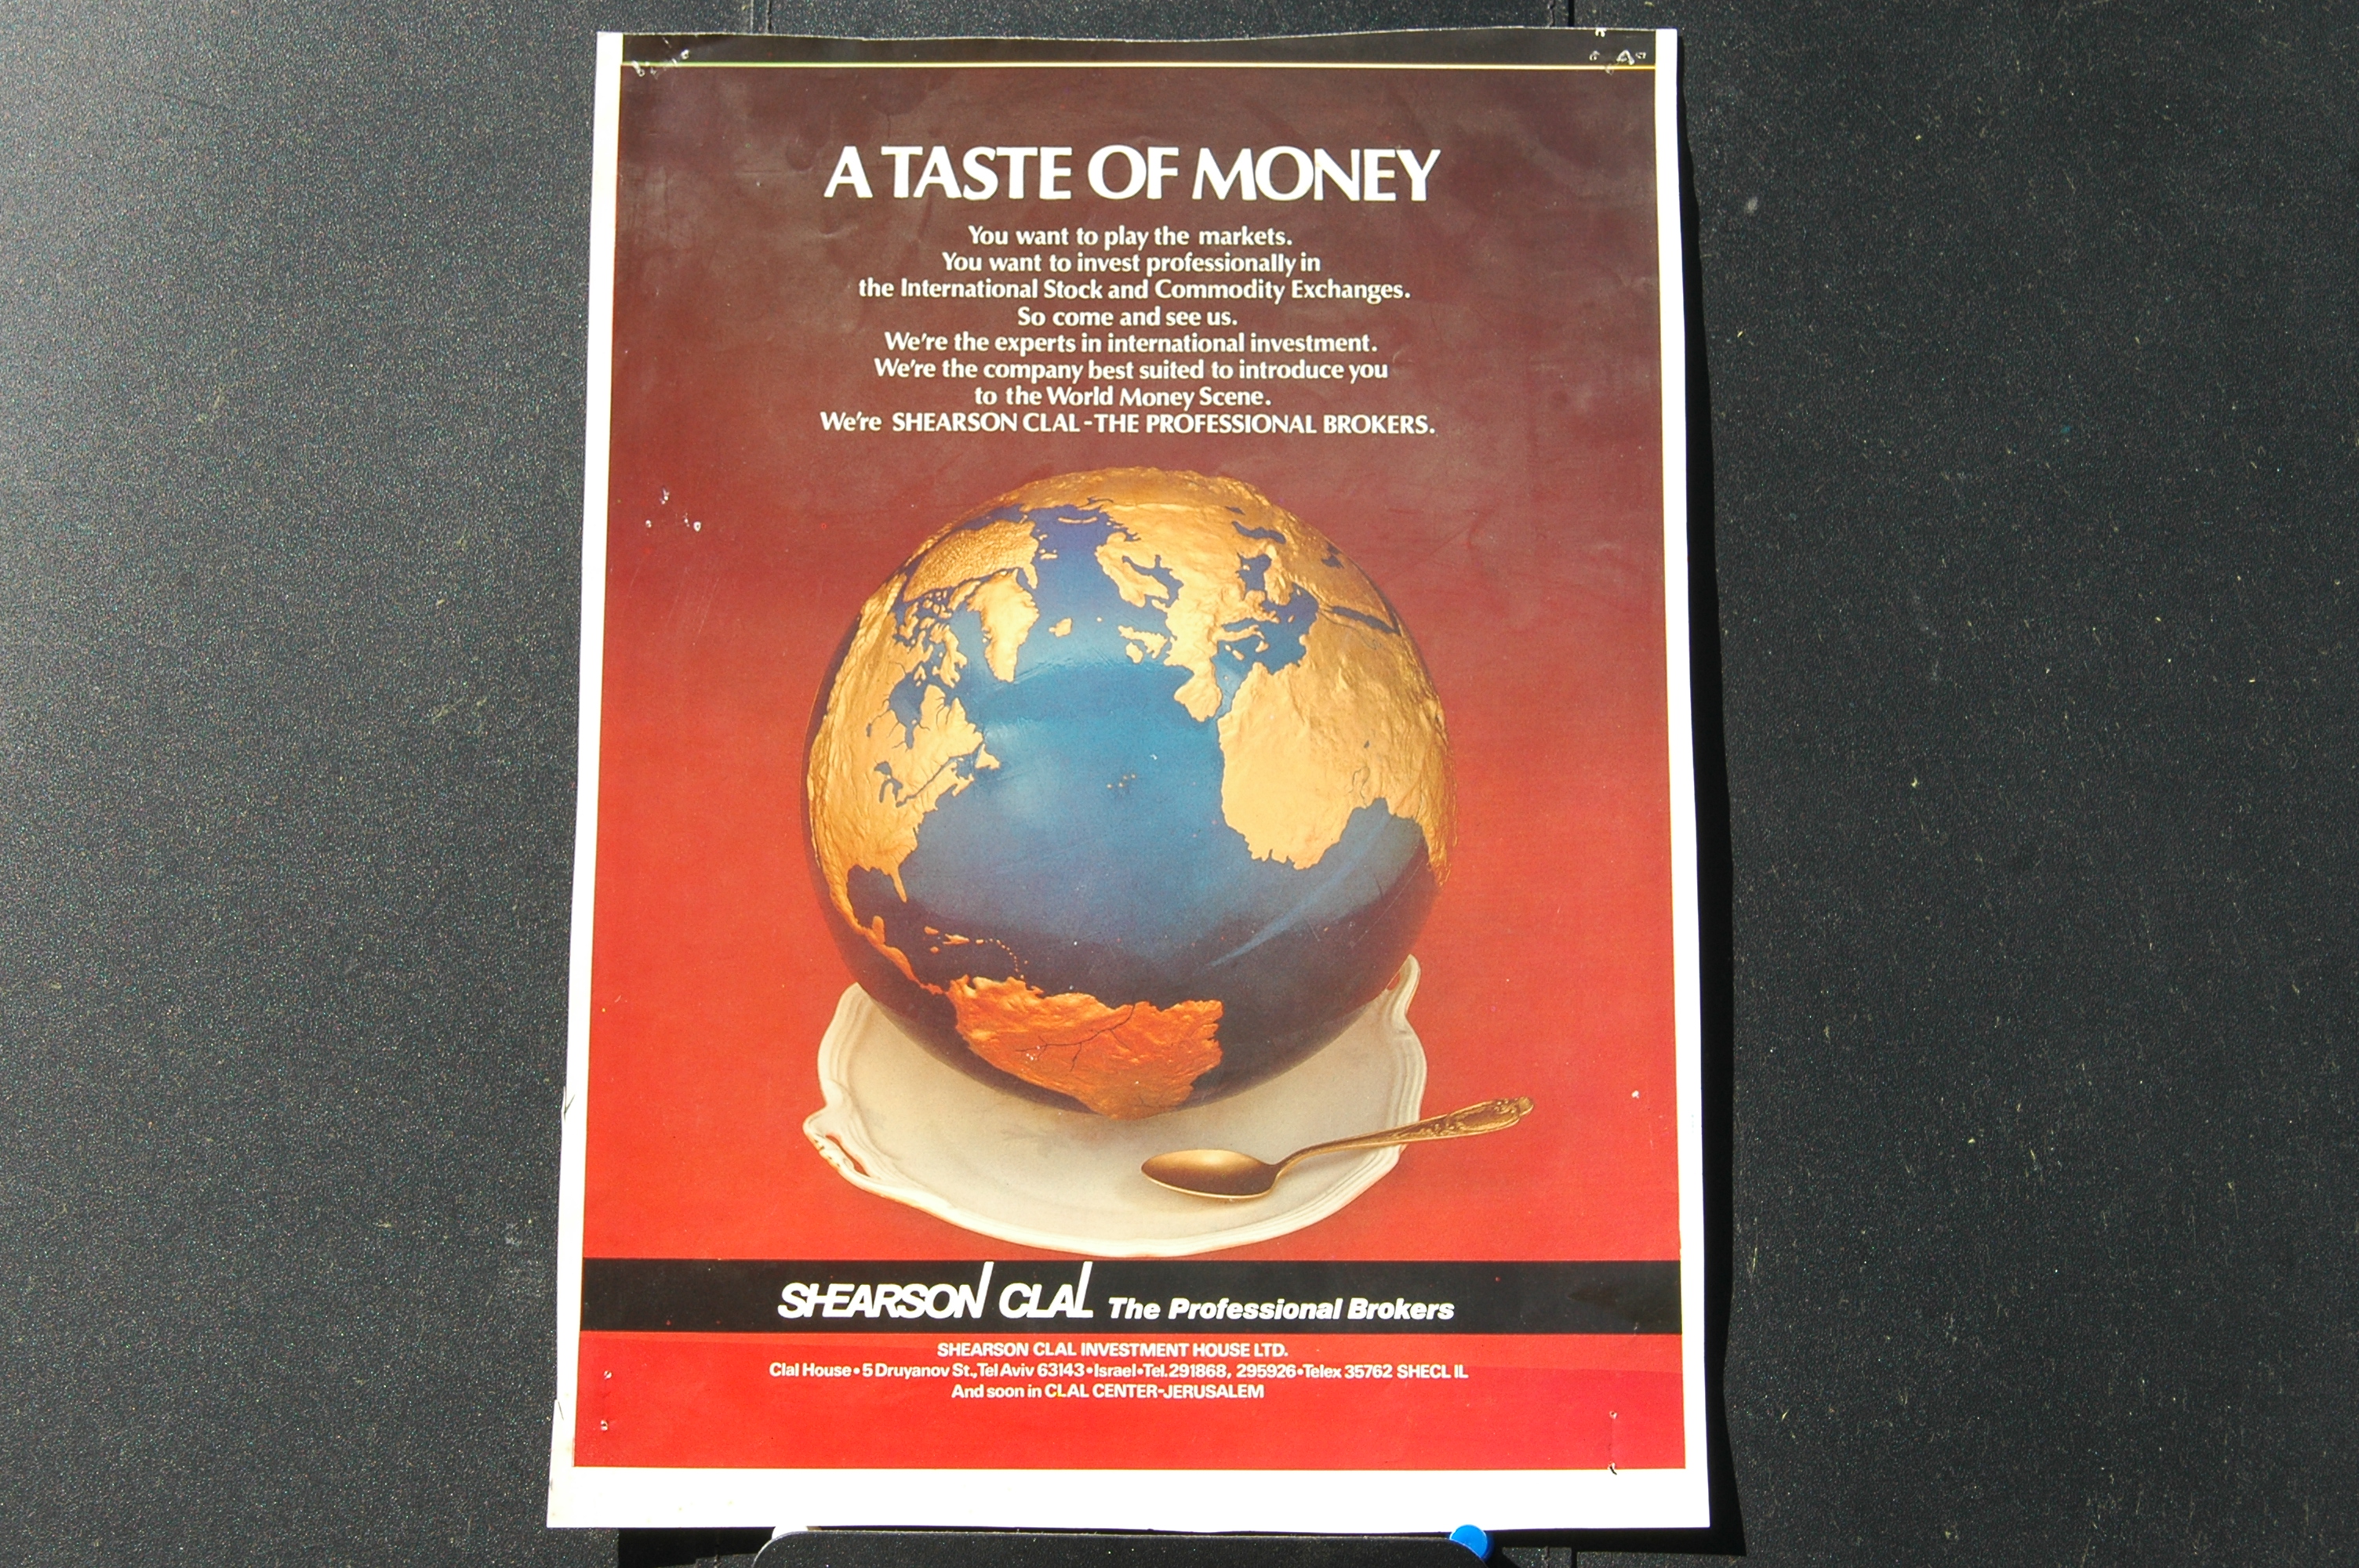 A TASTE OF MONEY
You want to play the markets.
You want to invest professionally in
the International Stock and Commodity Exchanges.
So come and see us.
We're the experts in international investment.
We're the company best suited to introduce you
to the World Money Scene.
We're SHEARSON CLAL-THE PROFESSIONAL BROKERS.
SHEARSON CLAL The Professional Brokers
SHEARSON CLAL INVESTMENT HOUSE LTD.
Clal House•5 Druyanov St., Tel Aviv 63143•Israel•Tel.291868, 295926•Telex 35762 SHECL IL
And soon in CLAL CENTER-JERUSALEM